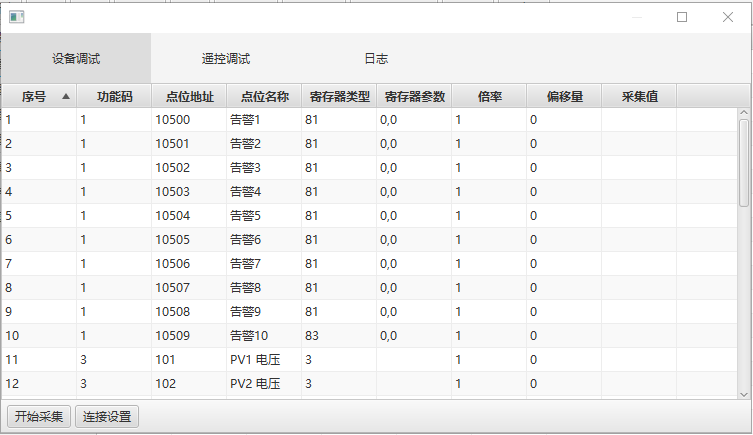 设备调试 遥控调试 日志
序号 功能码 点位地址 点位名称 寄存器类型 寄存器参数 倍率 偏移量 采集值
1 1 10500 告警1 81 0,0 1 0
2 1 10501 告警2 81 0,0 1 0
3 1 10502 告警3 81 0,0 1 0
4 1 10503 告警4 81 0,0 1 0
5 1 10504 告警5 81 0,0 1 0
6 1 10505 告警6 81 0,0 1 0
7 1 10506 告警7 81 0,0 1 0
8 1 10507 告警8 81 0,0 1 0
9 1 10508 告警9 81 0,0 1 0
10 1 10509 告警10 83 0,0 1 0
11 3 101 PV1 电压 3 1 0
12 3 102 PV2 电压 3 1 0
开始采集 连接设置